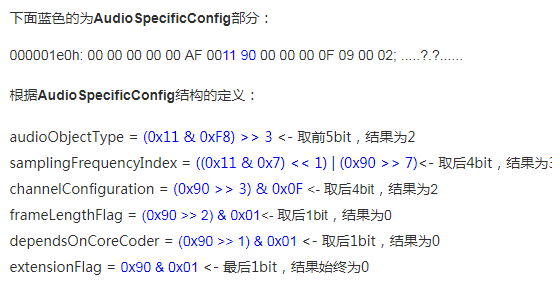 下面蓝色的为AudioSpecificConfig部分：
000001e0h: 00 00 00 00 00 AF 0011 90 00 00 00 0F 09 00 02; .....?.?......
根据AudioSpecificConfig结构的定义：
audioObjectType = (0x11 & 0xF8) >> 3 <- 取前5bit，结果为2
samplingFrequencyIndex = ((0x11 & 0x7) << 1) | (0x90 >> 7)<- 取后4bit，结果为3
channelConfiguration = (0x90 >> 3) & 0x0F <- 取后4bit，结果为2
frameLengthFlag = (0x90 >> 2) & 0x01<- 取后1bit，结果为0
dependsOnCoreCoder = (0x90 >> 1) & 0x01 <- 取后1bit，结果为0
extensionFlag = 0x90 & 0x01 <- 最后1bit，结果始终为0